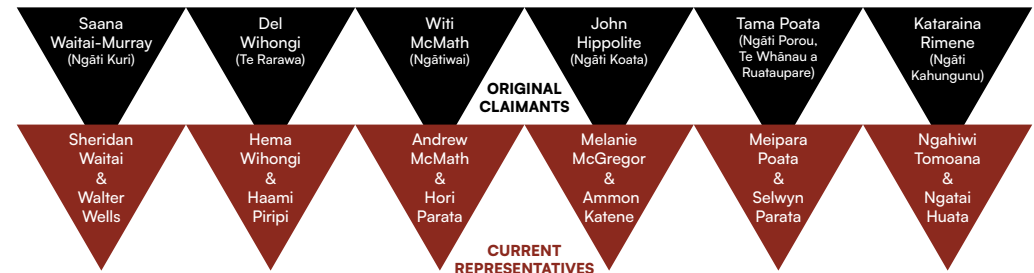 Saana
Waitai-Murray
(Ngāti Kuri)
Del
Wihongi
(Te Rarawa)
Witi
McMath
(Ngātiwai)
John
Hippolite
(Ngāti Koata)
Tama Poata
(Ngāti Porou,
Te Whānau a
Ruataupare)
Kataraina
Rimene
(Ngāti
Kahungunu)
ORIGINAL
CLAIMANTS
Sheridan
Waitai
&
Walter
Wells
Hema
Wihongi
&
Haami
Piripi
Andrew
McMath
&
Hori
Parata
Melanie
McGregor
&
Ammon
Katene
Meipara
Poata
&
Selwyn
Parata
Ngahiwi
Tomoana
&
Ngatai
Huata
CURRENT
REPRESENTATIVES